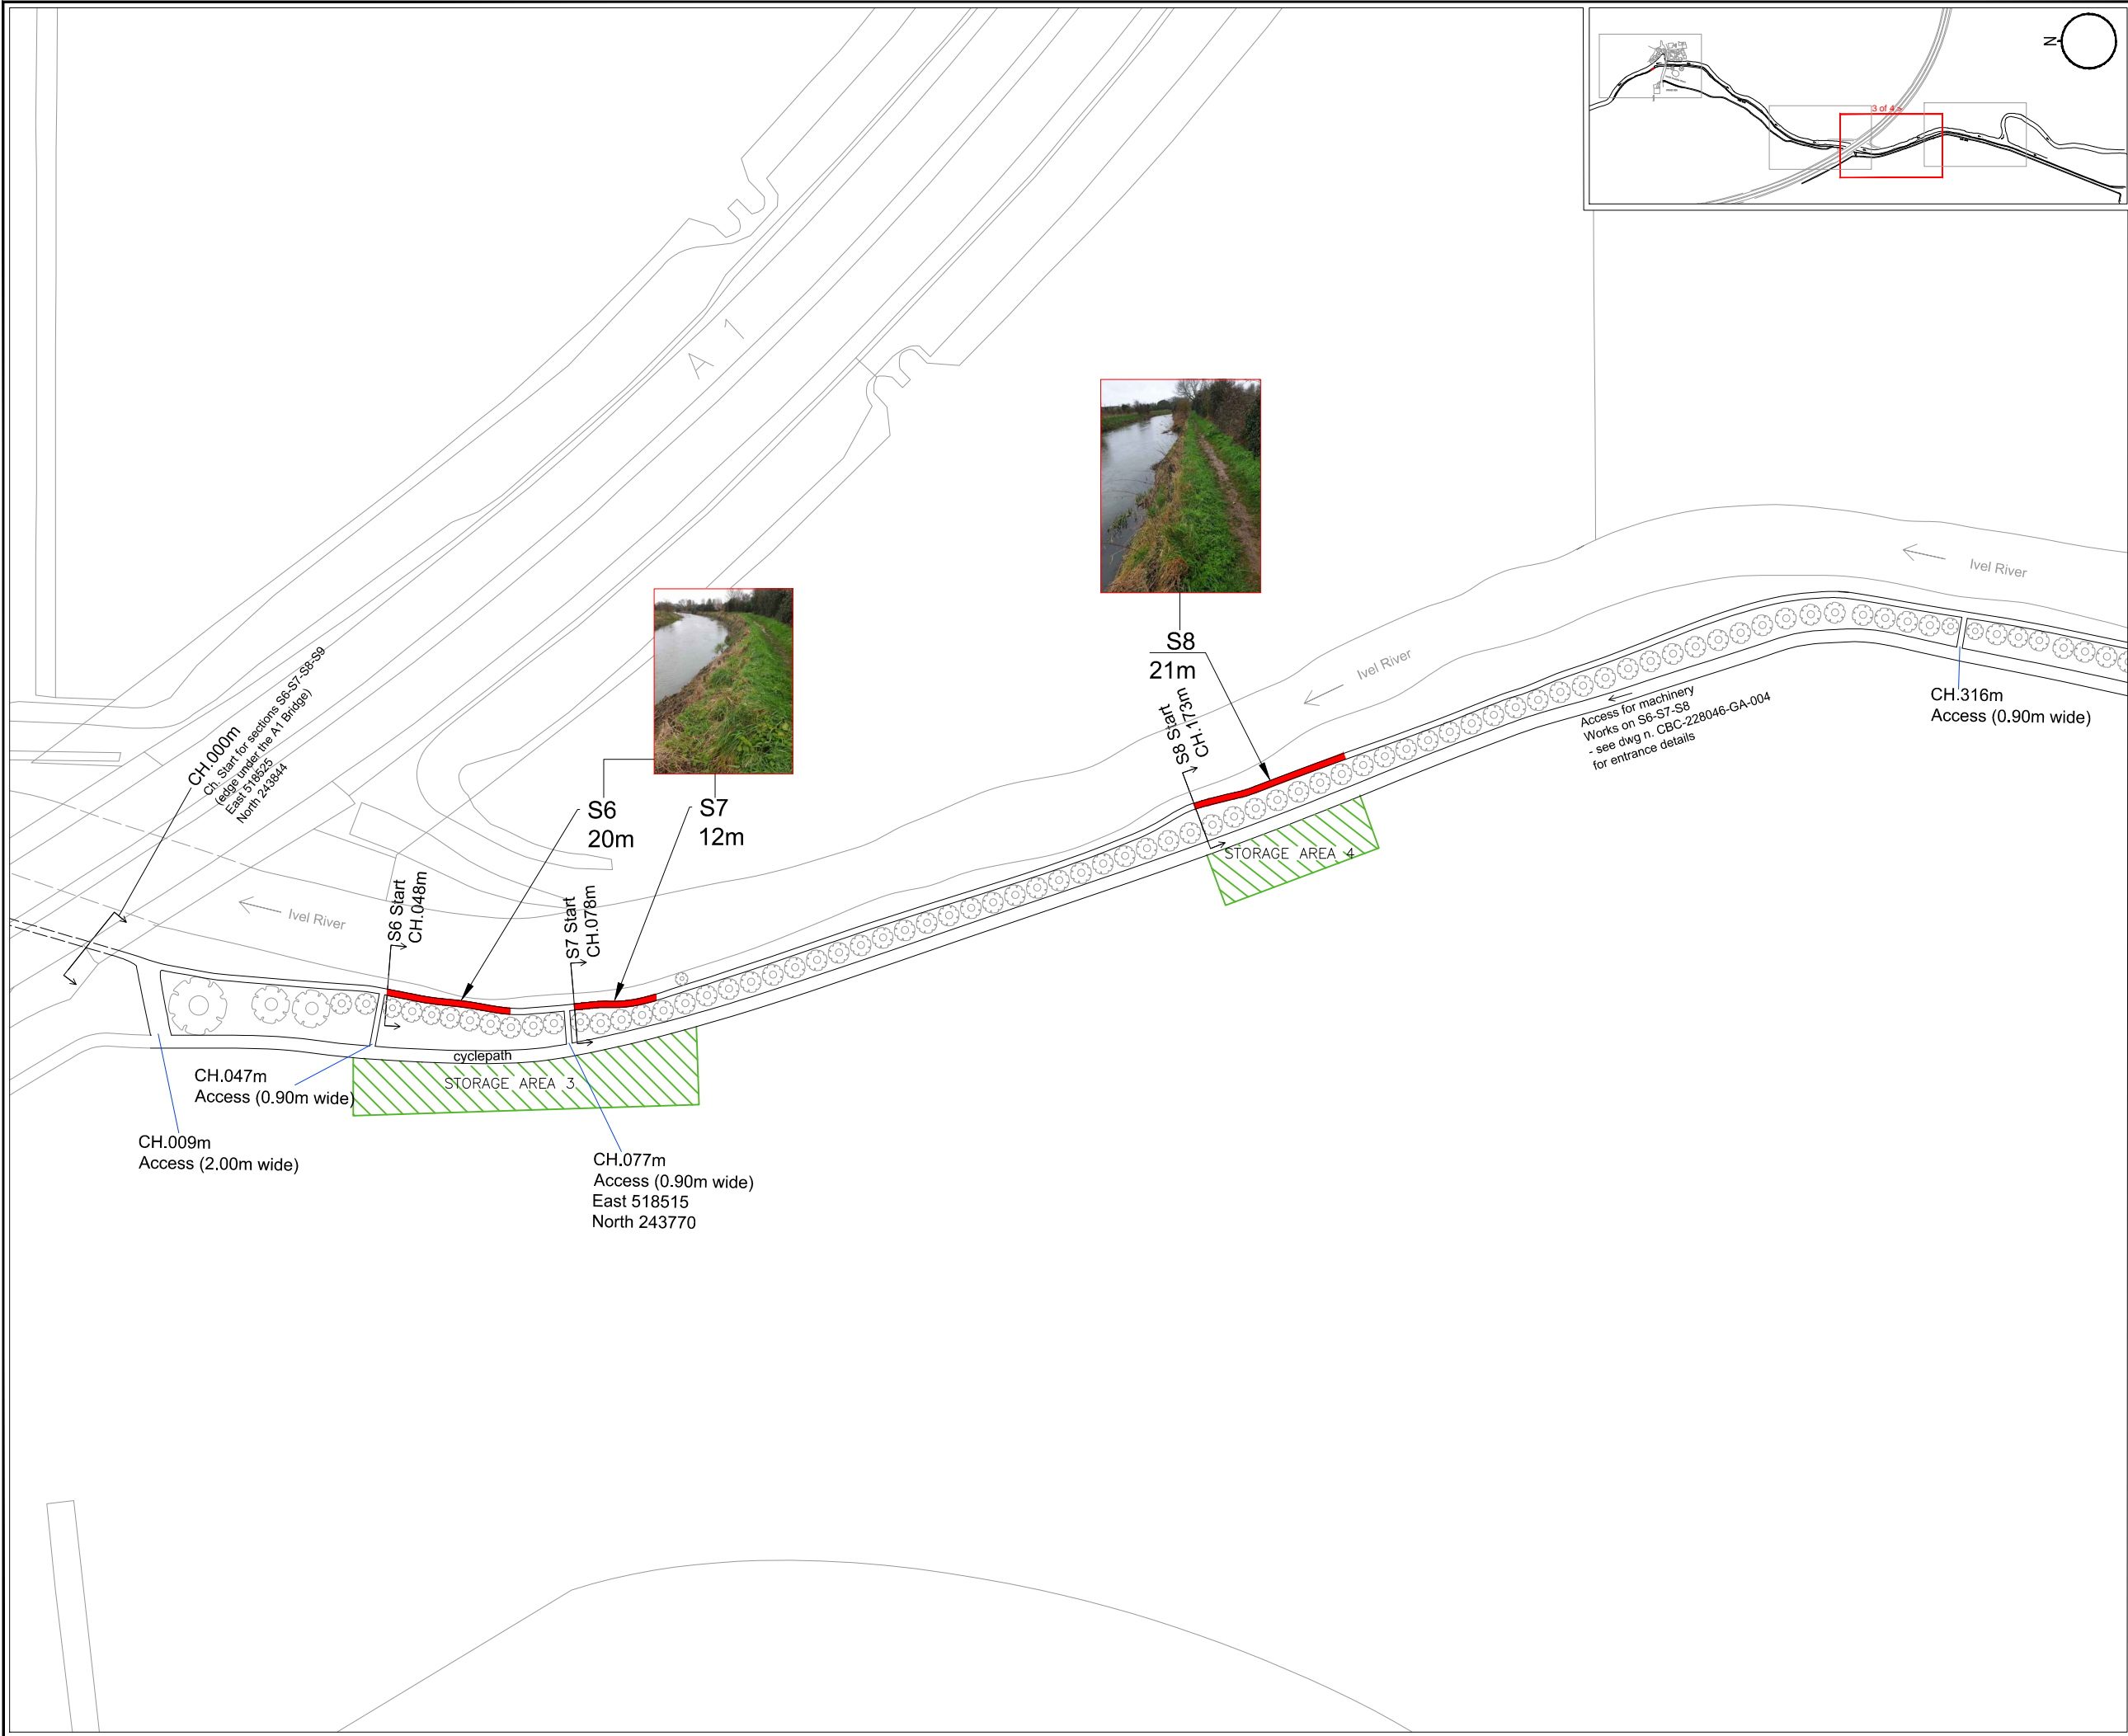 N
3 of 4
A 1
Ivel River
S8
21m
S8 Start
CH.173m
Ivel River
Access for machinery
Works on S6-S7-S8
- see dwg n. CBC-228046-GA-004
for entrance details
CH.316m
Access (0.90m wide)
CH.000m
Ch. Start for sections S6-S7-S8-S9
(edge under the A1 Bridge)
East 518525
North 243844
S6
20m
S7
12m
STORAGE AREA 4
Ivel River
S6 Start
CH.048m
S7 Start
CH.078m
cyclepath
STORAGE AREA 3
CH.047m
Access (0.90m wide)
CH.009m
Access (2.00m wide)
CH.077m
Access (0.90m wide)
East 518515
North 243770